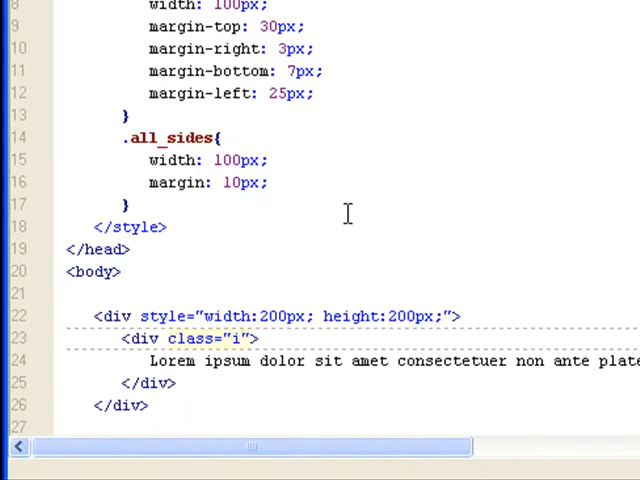 8 width: 100px;
9 margin-top: 30px;
10 margin-right: 3px;
11 margin-bottom: 7px;
12 margin-left: 25px;
13 }
14 .all_sides{
15 width: 100px;
16 margin: 10px;
17 }
18 </style>
19 </head>
20 <body>
21
22 <div style="width:200px; height:200px;">
23 <div class="i">
24 Lorem ipsum dolor sit amet consectetuer non ante plate
25 </div>
26 </div>
27